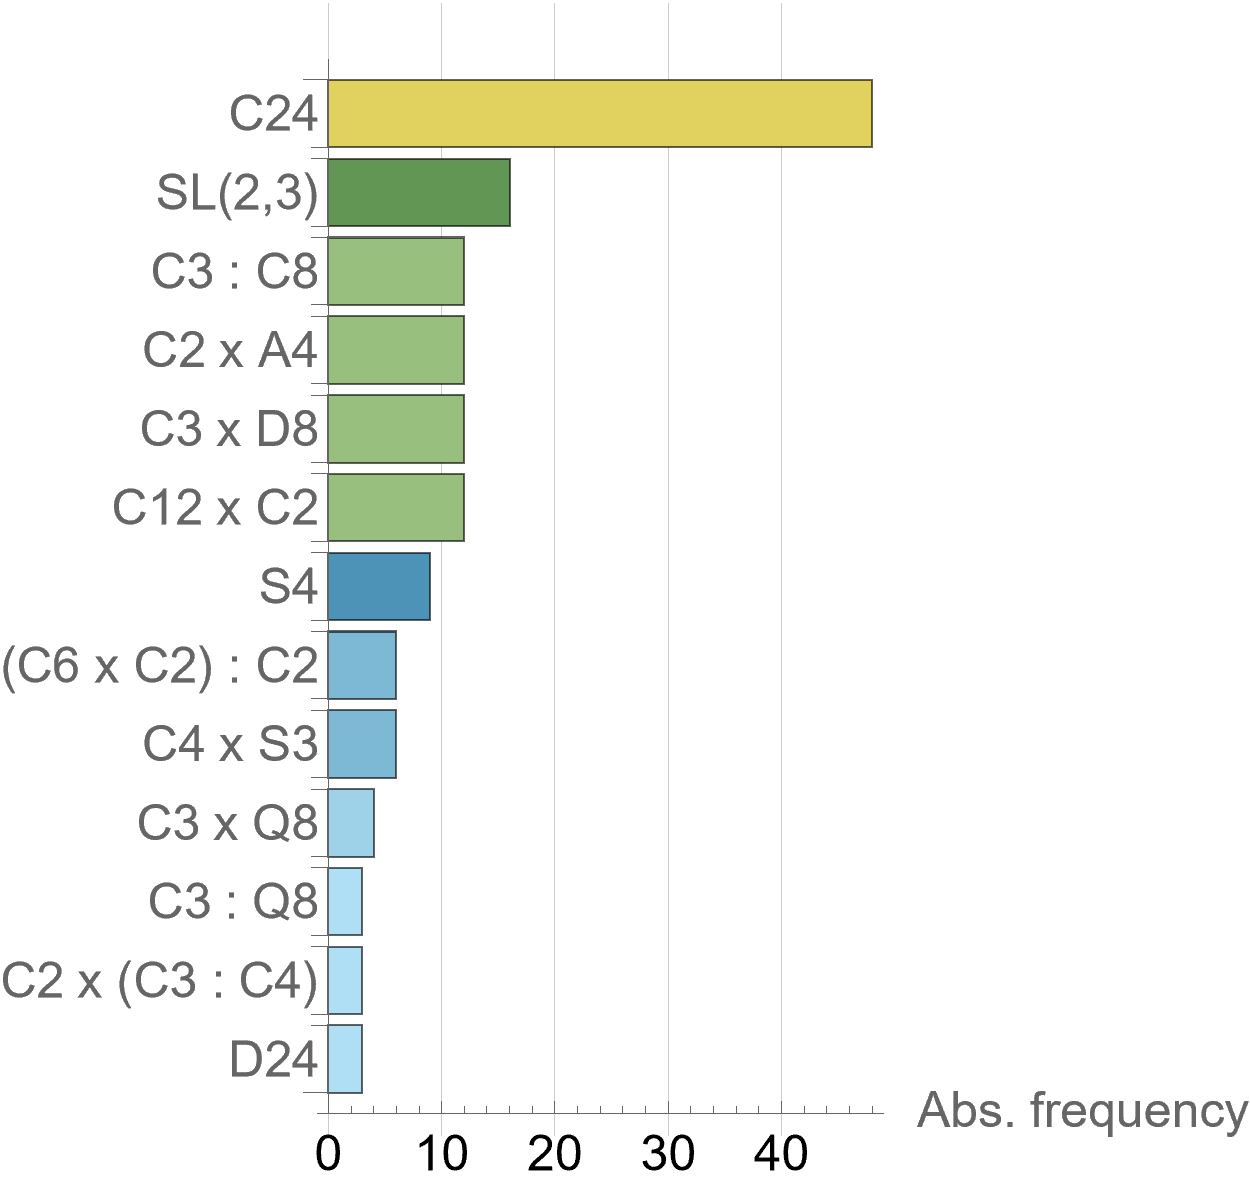 C24
SL(2,3)
C3 : C8
C2 x A4
C3 x D8
C12 x C2
S4
(C6 x C2) : C2
C4 x S3
C3 x Q8
C3 : Q8
C2 x (C3 : C4)
D24
Abs. frequency
0 10 20 30 40